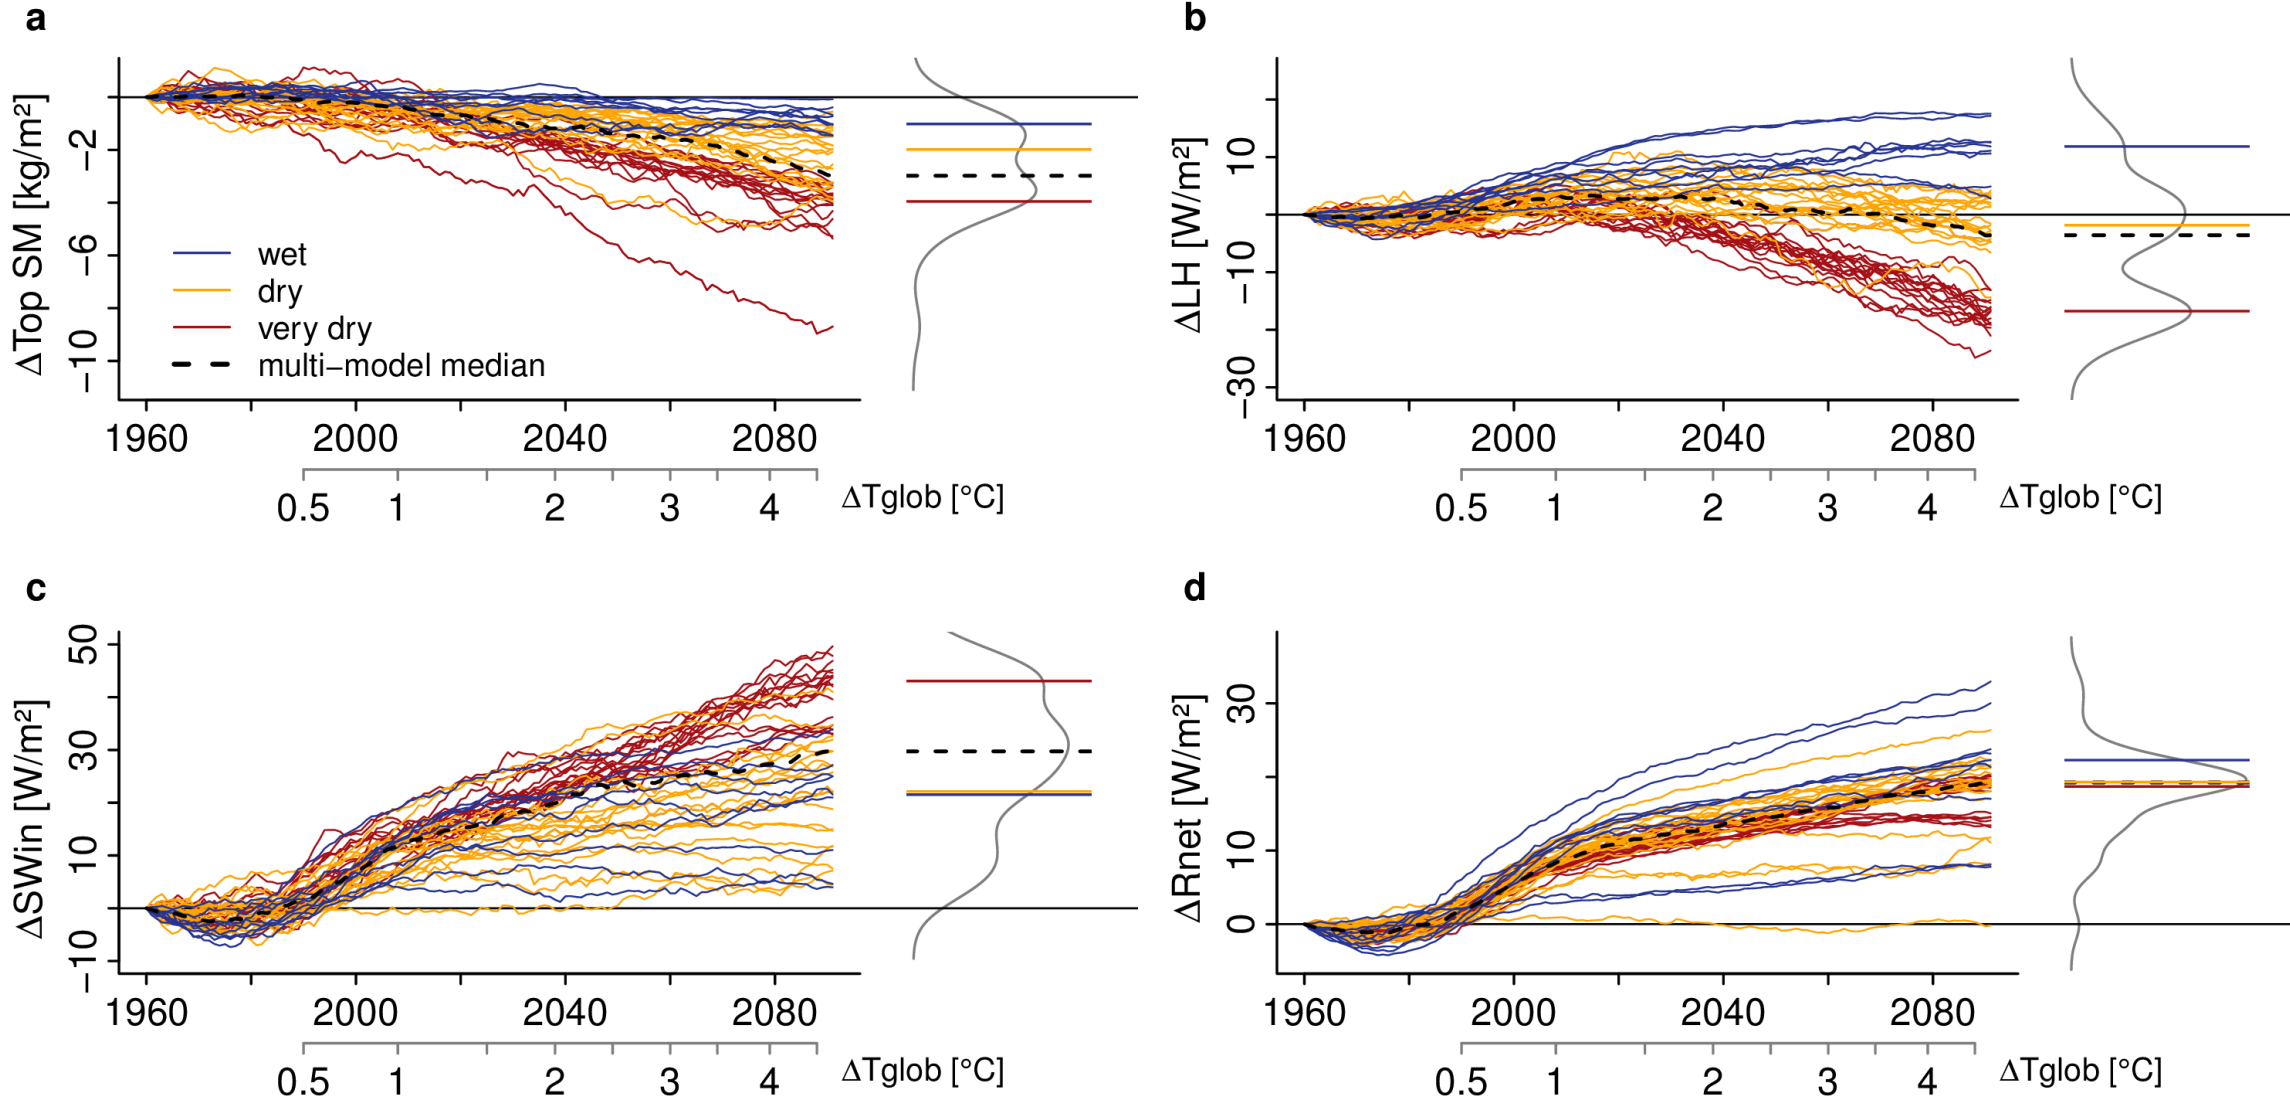 a
ΔTop SM [kg/m²]
−2
−6
−10
wet
dry
very dry
multi−model median
1960 2000 2040 2080
0.5 1 2 3 4 ΔTglob [°C]
b
ΔLH [W/m²]
10
−10
−30
1960 2000 2040 2080
0.5 1 2 3 4 ΔTglob [°C]
c
ΔSWin [W/m²]
50
30
10
−10
1960 2000 2040 2080
0.5 1 2 3 4 ΔTglob [°C]
d
ΔRnet [W/m²]
30
10
0
1960 2000 2040 2080
0.5 1 2 3 4 ΔTglob [°C]